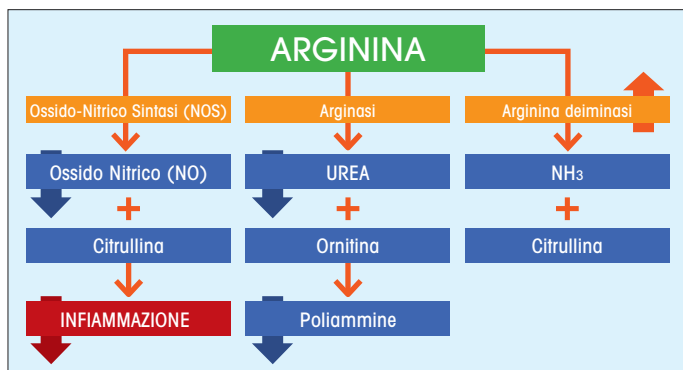 ARGININA
Ossido-Nitrico Sintasi (NOS)
Arginasi
Arginina deiminasi
Ossido Nitrico (NO)
UREA
NH₃
+
+
+
Citrullina
Ornitina
Citrullina
INFIAMMAZIONE
Poliammine